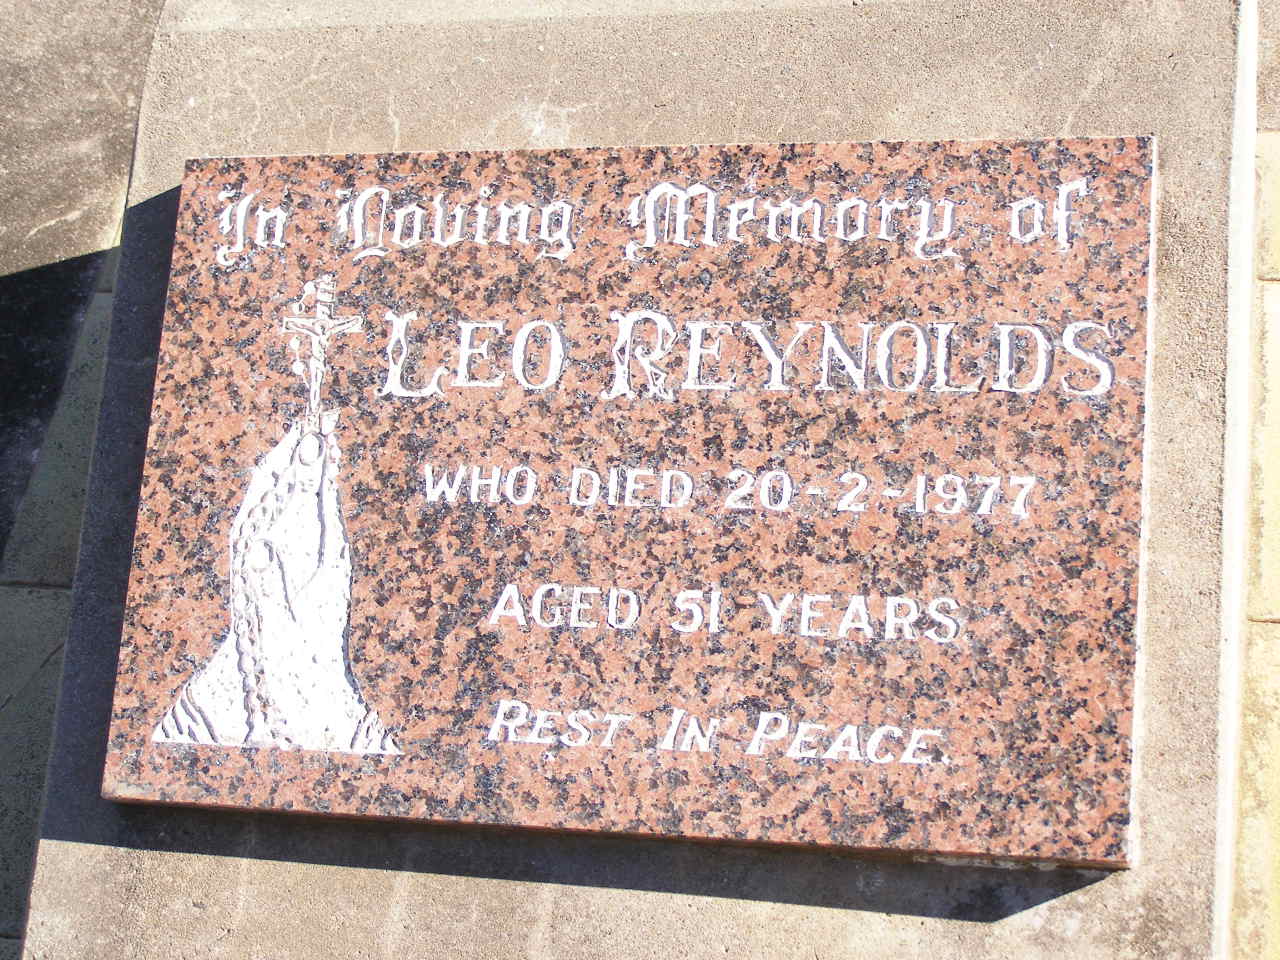 In Loving Memory of
LEO REYNOLDS
WHO DIED 20-2-1977
AGED 51 YEARS
REST IN PEACE.